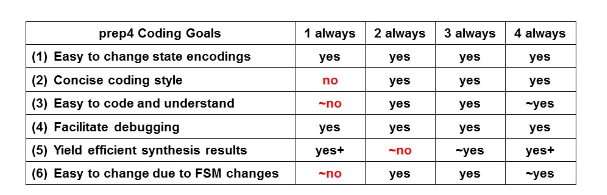 prep4 Coding Goals 1 always 2 always 3 always 4 always
(1) Easy to change state encodings yes yes yes yes
(2) Concise coding style no yes yes yes
(3) Easy to code and understand ~no yes yes ~yes
(4) Facilitate debugging yes yes yes yes
(5) Yield efficient synthesis results yes+ ~no ~yes yes+
(6) Easy to change due to FSM changes ~no yes yes ~yes